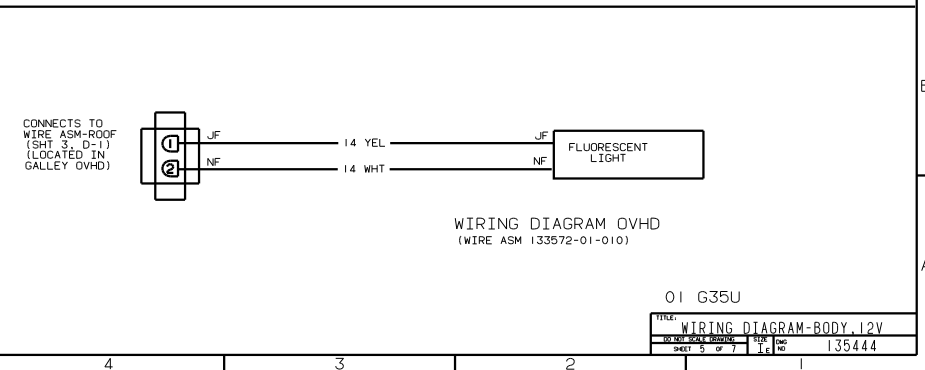 B
CONNECTS TO
WIRE ASM-ROOF
(SHT 3, D-1)
(LOCATED IN
GALLEY OVHD)
1
2
JF
NF
14 YEL
14 WHT
JF
NF
FLUORESCENT
LIGHT
WIRING DIAGRAM OVHD
(WIRE ASM 133572-01-010)
A
01 G35U
TITLE:
WIRING DIAGRAM-BODY, 12V
DO NOT SCALE DRAWING
SHEET 5 OF 7
SIZE
IE
DWG
NO
135444
4 3 2 1